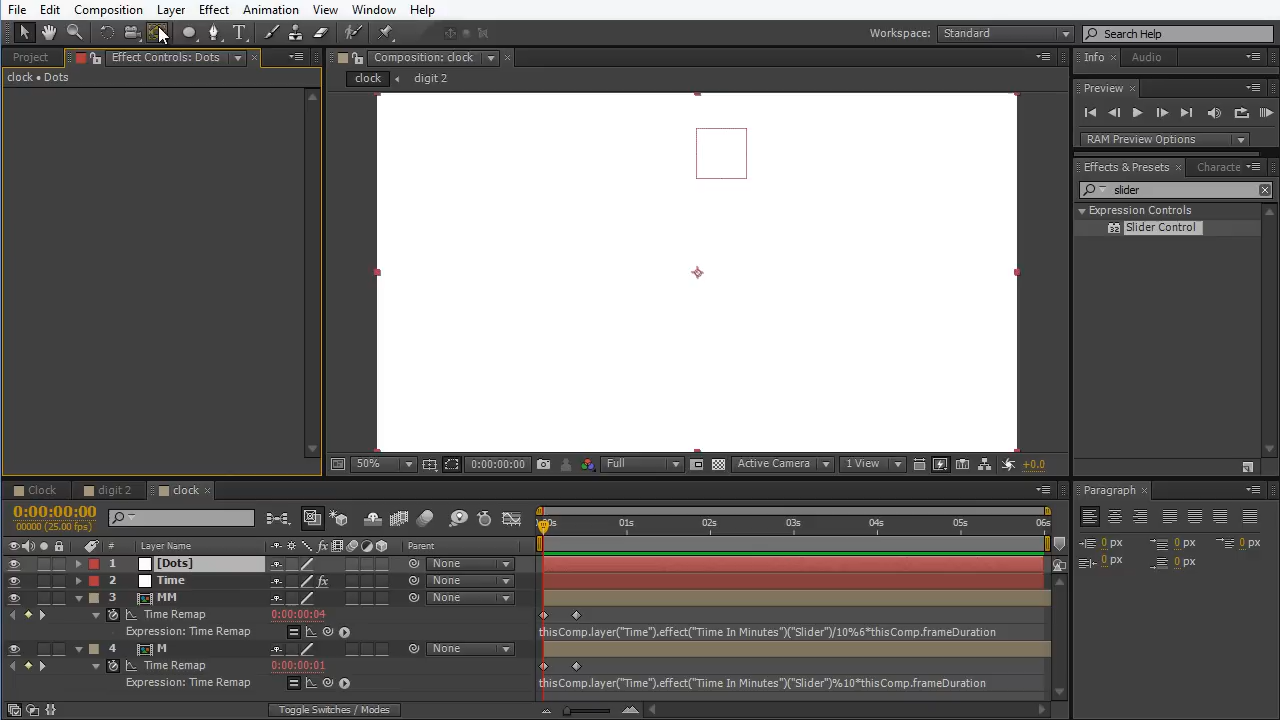 File Edit Composition Layer Effect Animation View Window Help
T Workspace: Standard Search Help
Project Effect Controls: Dots Composition: clock Info Audio
clock • Dots clock digit 2
Preview
RAM Preview Options
Effects & Presets Characte
slider
Expression Controls
32 Slider Control
50% 0:00:00:00 Full Active Camera 1 View +0.0
Clock digit 2 clock Paragraph
0:00:00:00
00000 (25.00 fps) 01s 02s 03s 04s 05s 06s
0 px 0 px 0 px
0 px 0 px
# Layer Name fx Parent
1 [Dots] None
2 Time fx None
3 MM None
Time Remap 0:00:00:04
Expression: Time Remap thisComp.layer("Time").effect("Tiime In Minutes")("Slider")/10%6*thisComp.frameDuration
4 M None
Time Remap 0:00:00:01
Expression: Time Remap thisComp.layer("Time").effect("Tiime In Minutes")("Slider")%10*thisComp.frameDuration
Toggle Switches / Modes